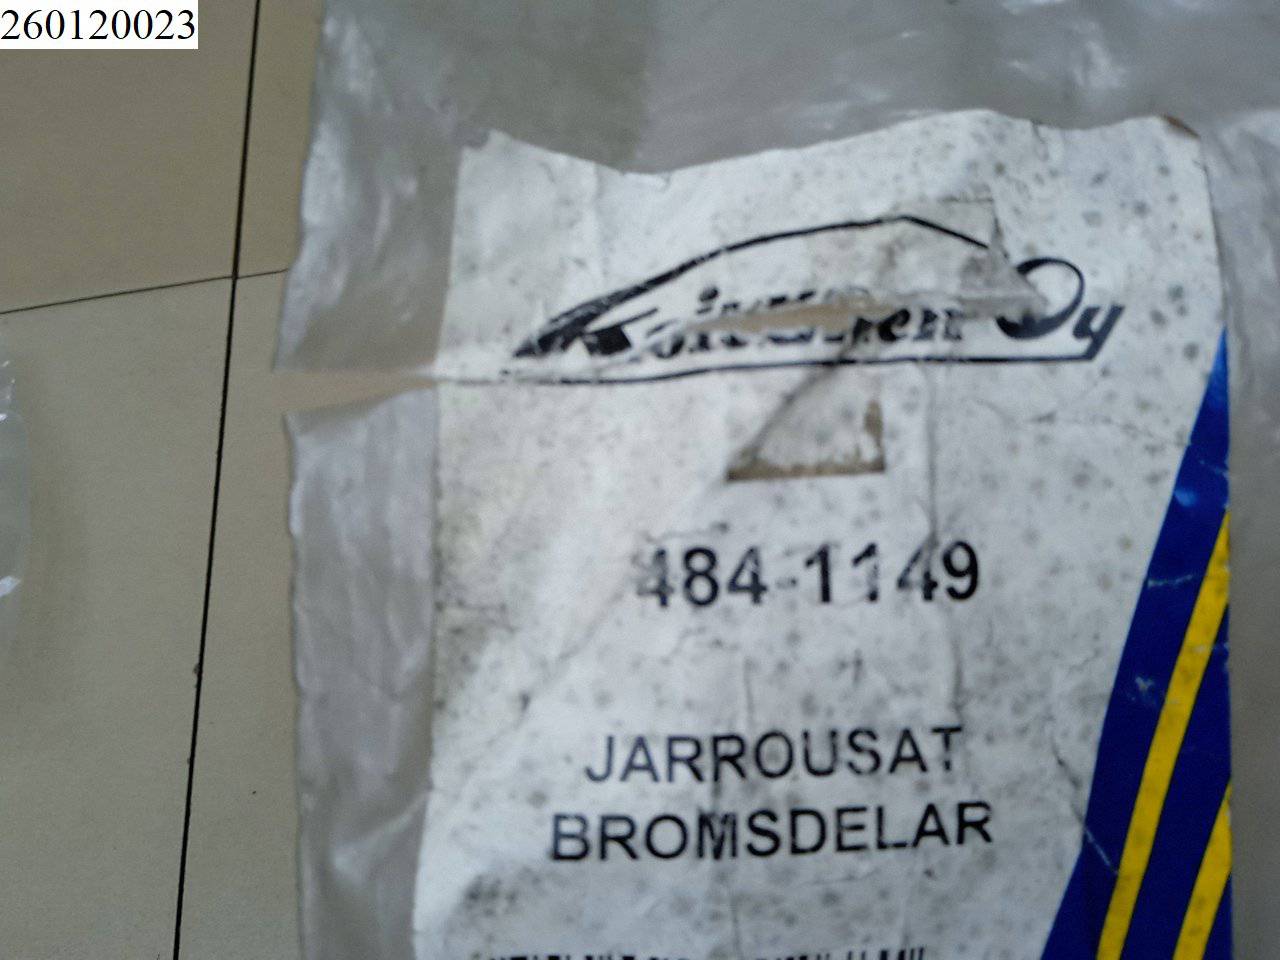 260120023
Oy
484-1149
JARROUSAT
BROMSDELAR